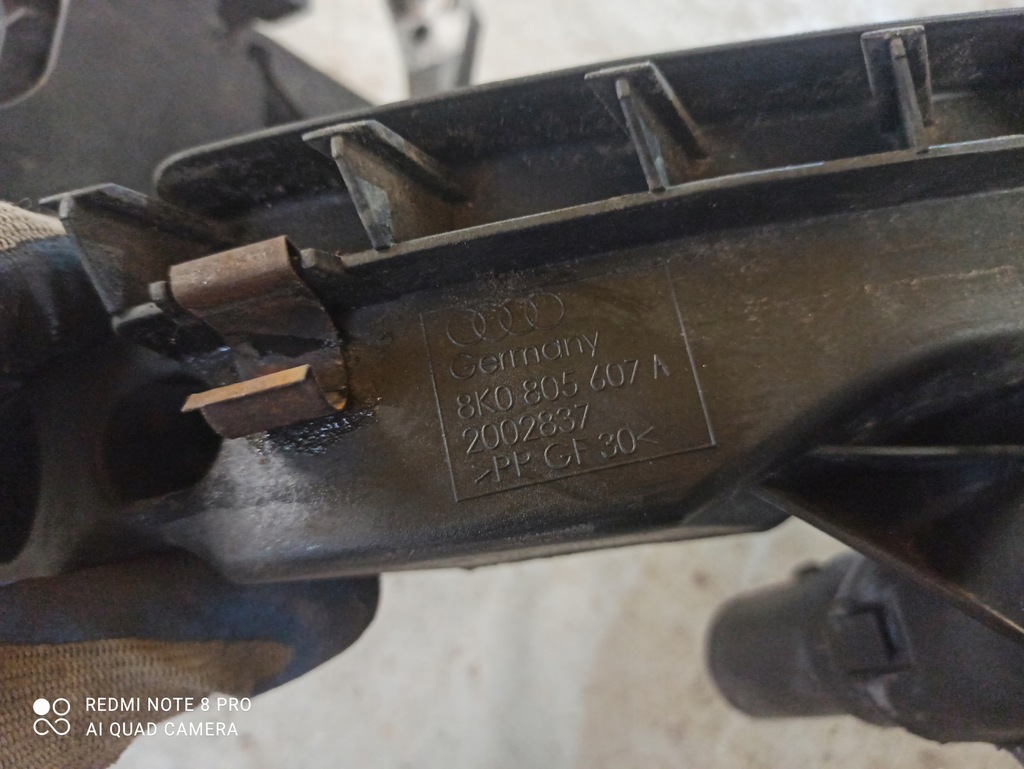 Germany
8K0 805 607 A
2002837
>PP GF 30<
REDMI NOTE 8 PRO
AI QUAD CAMERA